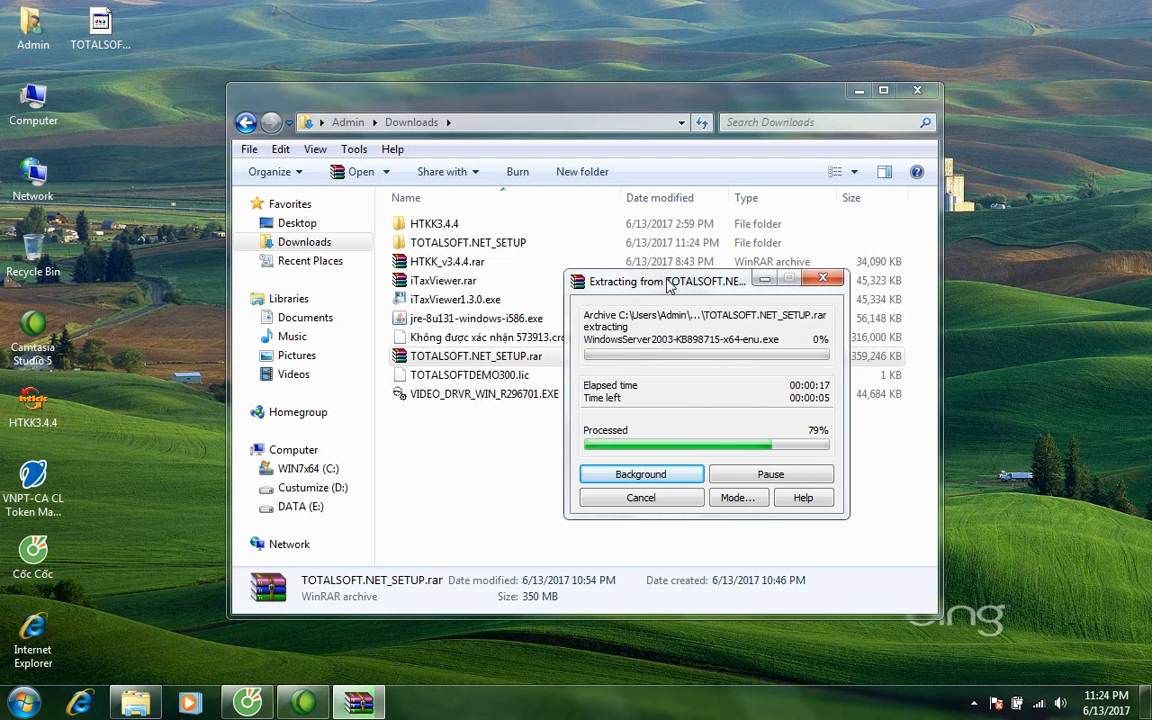 Admin
TOTALSOF...
Computer
Network
Recycle Bin
Camtasia
Studio 5
HTKK3.4.4
VNPT-CA CL
Token Ma...
Cốc Cốc
Internet
Explorer
Admin
Downloads
Search Downloads
File Edit View Tools Help
Organize Open Share with Burn New folder
Name Date modified Type Size
Favorites
Desktop
Downloads
Recent Places
Libraries
Documents
Music
Pictures
Videos
Homegroup
Computer
WIN7x64 (C:)
Custumize (D:)
DATA (E:)
Network
HTKK3.4.4 6/13/2017 2:59 PM File folder
TOTALSOFT.NET_SETUP 6/13/2017 11:24 PM File folder
HTKK_v3.4.4.rar 6/13/2017 8:43 PM WinRAR archive 34,090 KB
iTaxViewer.rar 45,323 KB
iTaxViewer1.3.0.exe 45,334 KB
jre-8u131-windows-i586.exe 56,148 KB
Không được xác nhận 573913.crd 316,000 KB
TOTALSOFT.NET_SETUP.rar 359,246 KB
TOTALSOFTDEMO300.lic 1 KB
VIDEO_DRVR_WIN_R296701.EXE 44,684 KB
Extracting from TOTALSOFT.NE...
Archive C:\Users\Admin\...\TOTALSOFT.NET_SETUP.rar
extracting
WindowsServer2003-KB898715-x64-enu.exe 0%
Elapsed time 00:00:17
Time left 00:00:05
Processed 79%
Background Pause
Cancel Mode... Help
TOTALSOFT.NET_SETUP.rar Date modified: 6/13/2017 10:54 PM Date created: 6/13/2017 10:46 PM
WinRAR archive Size: 350 MB
11:24 PM
6/13/2017